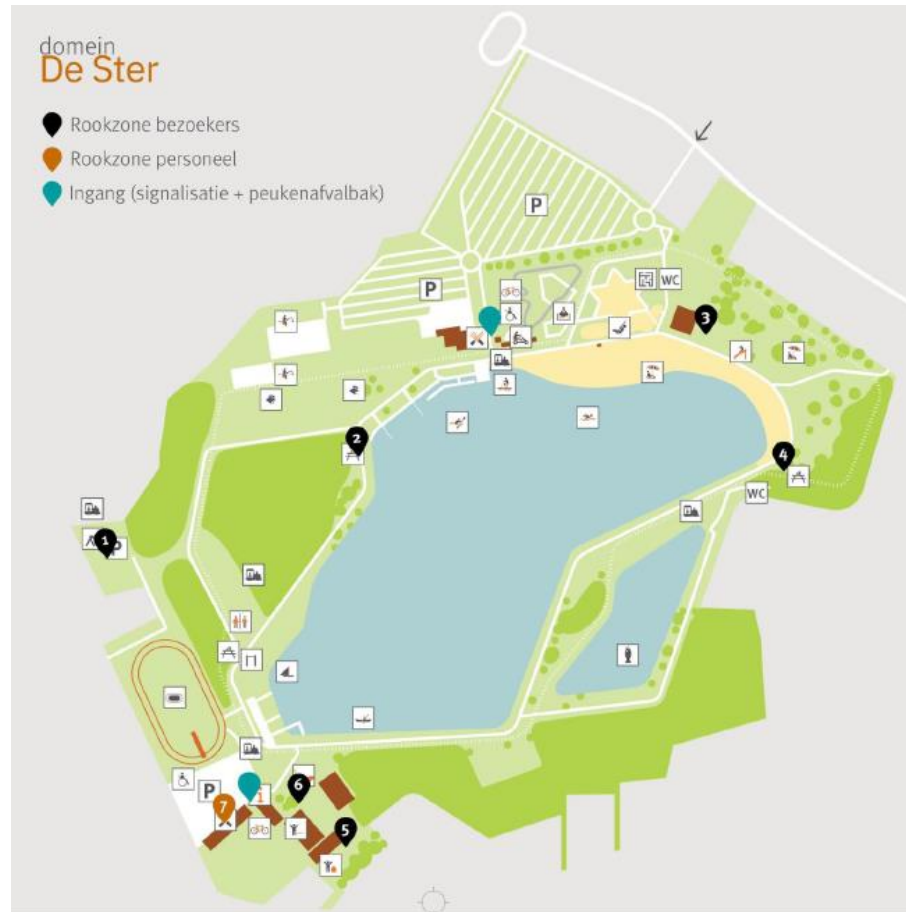 domein
De Ster
Rookzone bezoekers
Rookzone personeel
Ingang (signalisatie + peukenafvalbak)
P
P
WC
3
2
4
WC
1
P
P
6
7
i
5